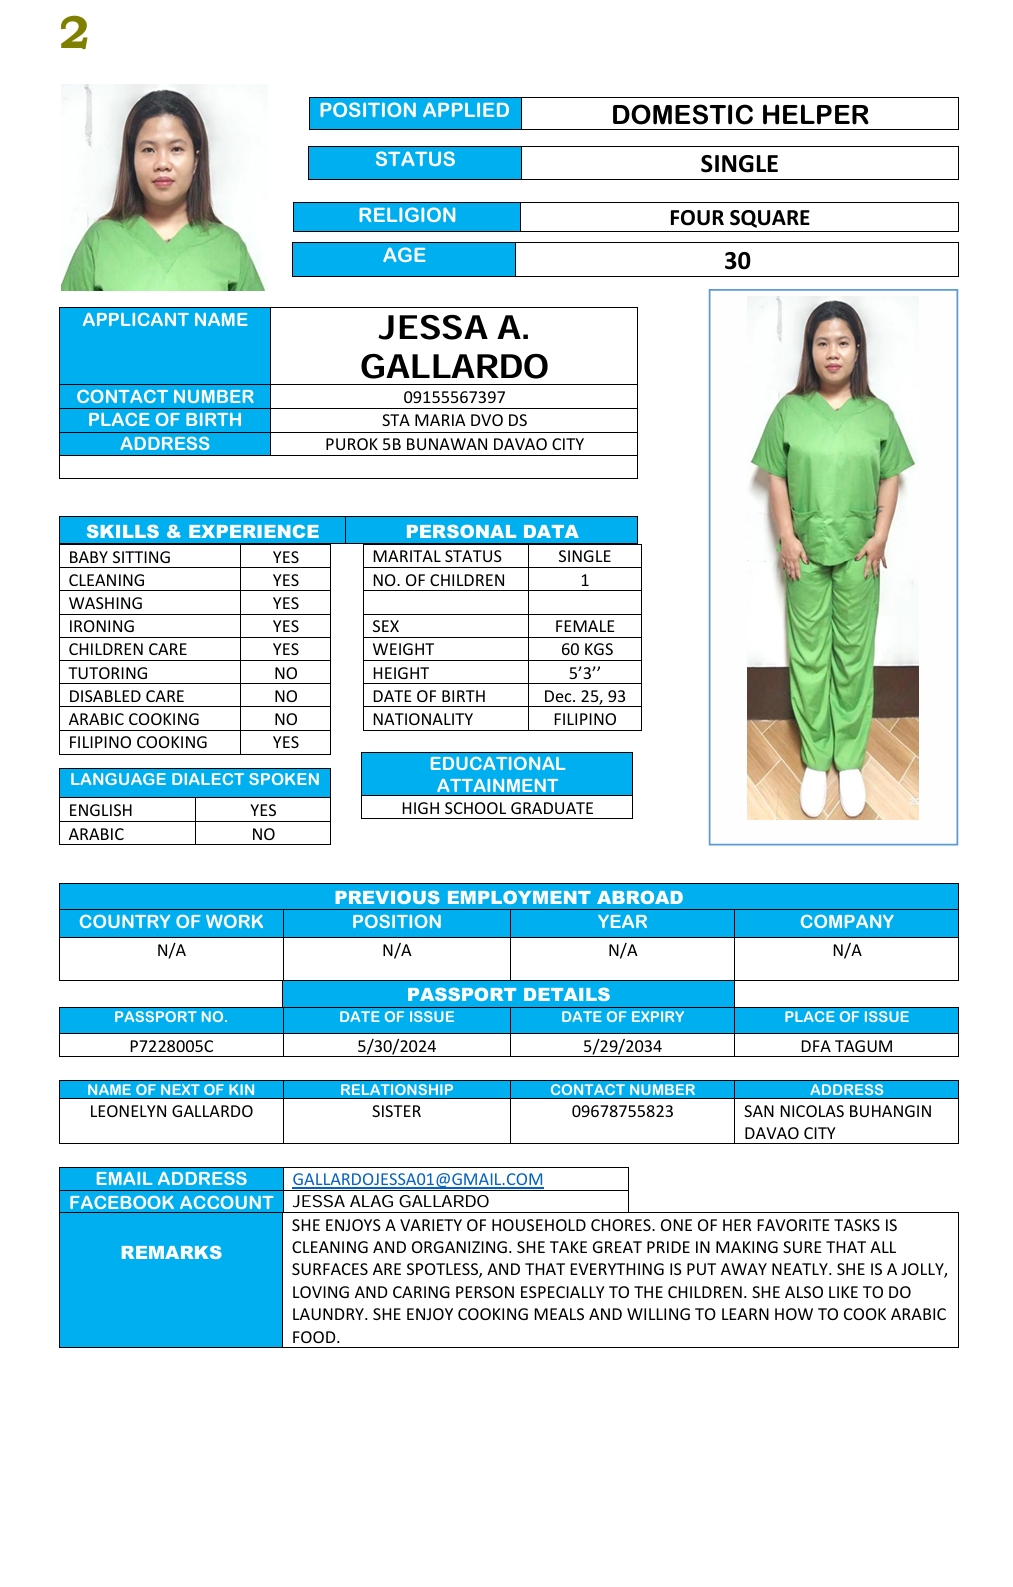 2
POSITION APPLIED DOMESTIC HELPER
STATUS SINGLE
RELIGION FOUR SQUARE
AGE 30
APPLICANT NAME JESSA A.
GALLARDO
CONTACT NUMBER 09155567397
PLACE OF BIRTH STA MARIA DVO DS
ADDRESS PUROK 5B BUNAWAN DAVAO CITY
SKILLS & EXPERIENCE
BABY SITTING YES
CLEANING YES
WASHING YES
IRONING YES
CHILDREN CARE YES
TUTORING NO
DISABLED CARE NO
ARABIC COOKING NO
FILIPINO COOKING YES
LANGUAGE DIALECT SPOKEN
ENGLISH YES
ARABIC NO
PERSONAL DATA
MARITAL STATUS SINGLE
NO. OF CHILDREN 1
SEX FEMALE
WEIGHT 60 KGS
HEIGHT 5’3’’
DATE OF BIRTH Dec. 25, 93
NATIONALITY FILIPINO
EDUCATIONAL
ATTAINMENT
HIGH SCHOOL GRADUATE
PREVIOUS EMPLOYMENT ABROAD
COUNTRY OF WORK POSITION YEAR COMPANY
N/A N/A N/A N/A
PASSPORT DETAILS
PASSPORT NO. DATE OF ISSUE DATE OF EXPIRY PLACE OF ISSUE
P7228005C 5/30/2024 5/29/2034 DFA TAGUM
NAME OF NEXT OF KIN RELATIONSHIP CONTACT NUMBER ADDRESS
LEONELYN GALLARDO SISTER 09678755823 SAN NICOLAS BUHANGIN
DAVAO CITY
EMAIL ADDRESS GALLARDOJESSA01@GMAIL.COM
FACEBOOK ACCOUNT JESSA ALAG GALLARDO
REMARKS
SHE ENJOYS A VARIETY OF HOUSEHOLD CHORES. ONE OF HER FAVORITE TASKS IS
CLEANING AND ORGANIZING. SHE TAKE GREAT PRIDE IN MAKING SURE THAT ALL
SURFACES ARE SPOTLESS, AND THAT EVERYTHING IS PUT AWAY NEATLY. SHE IS A JOLLY,
LOVING AND CARING PERSON ESPECIALLY TO THE CHILDREN. SHE ALSO LIKE TO DO
LAUNDRY. SHE ENJOY COOKING MEALS AND WILLING TO LEARN HOW TO COOK ARABIC
FOOD.